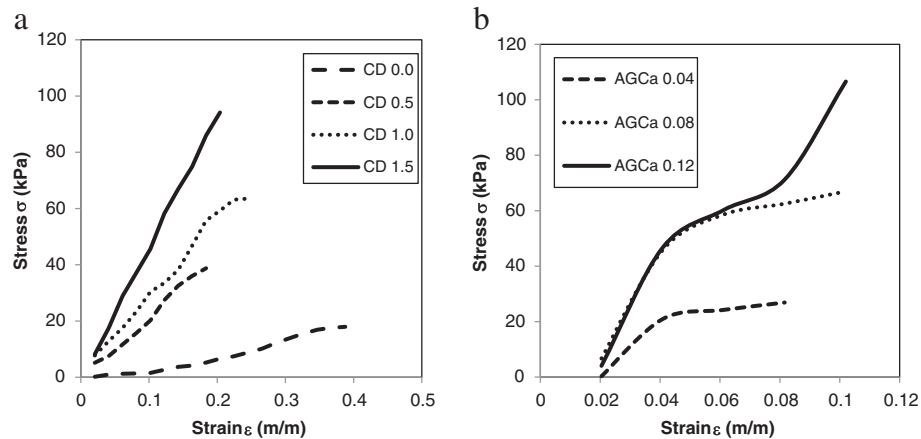 a
120
100
80
60
40
20
0
Stress σ (kPa)
CD 0.0
CD 0.5
CD 1.0
CD 1.5
0
0.1
0.2
0.3
0.4
0.5
Strain ε (m/m)
b
120
100
80
60
40
20
0
Stress σ (kPa)
AGCa 0.04
AGCa 0.08
AGCa 0.12
0
0.02
0.04
0.06
0.08
0.1
0.12
Strain ε (m/m)